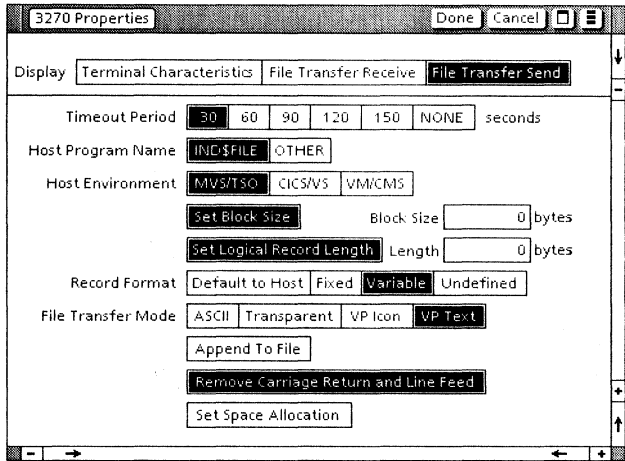 3270 Properties Done Cancel
Display Terminal Characteristics File Transfer Receive File Transfer Send
Timeout Period 30 60 90 120 150 NONE seconds
Host Program Name IND$FILE OTHER
Host Environment MVS/TSO CICS/VS VM/CMS
Set Block Size Block Size 0 bytes
Set Logical Record Length Length 0 bytes
Record Format Default to Host Fixed Variable Undefined
File Transfer Mode ASCII Transparent VP Icon VP Text
Append To File
Remove Carriage Return and Line Feed
Set Space Allocation